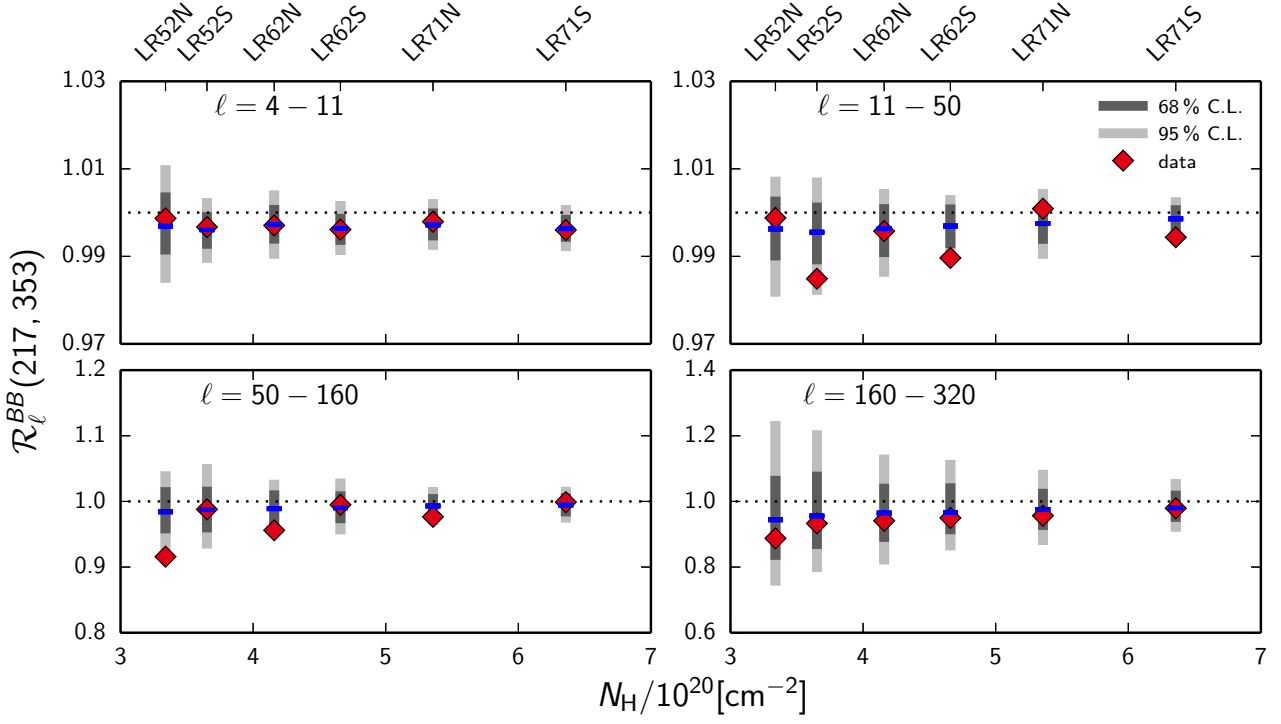 LR52N LR52S LR62N LR62S LR71N LR71S
LR52N LR52S LR62N LR62S LR71N LR71S
ℓ = 4 − 11
1.03
1.01
0.99
0.97
ℓ = 11 − 50
1.03
1.01
0.99
0.97
68 % C.L.
95 % C.L.
data
ℛ_ℓ^{BB}(217, 353)
ℓ = 50 − 160
1.2
1.1
1.0
0.9
0.8
3 4 5 6 7
ℓ = 160 − 320
1.4
1.2
1.0
0.8
0.6
3 4 5 6 7
N_H/10^{20}[cm^{−2}]